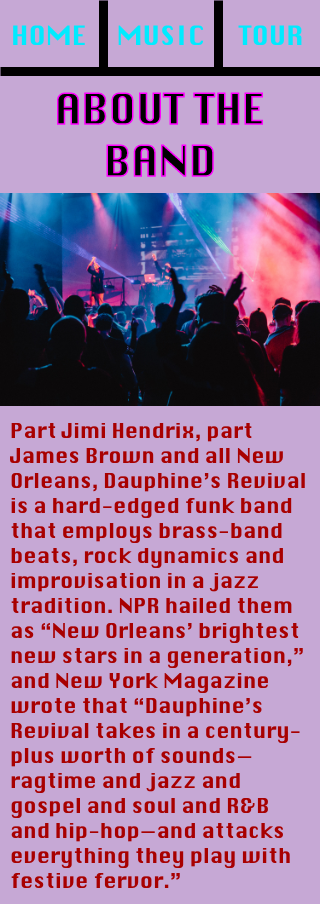 HOME MUSIC TOUR
ABOUT THE
BAND
Part Jimi Hendrix, part
James Brown and all New
Orleans, Dauphine’s Revival
is a hard-edged funk band
that employs brass-band
beats, rock dynamics and
improvisation in a jazz
tradition. NPR hailed them
as “New Orleans’ brightest
new stars in a generation,”
and New York Magazine
wrote that “Dauphine’s
Revival takes in a century-
plus worth of sounds—
ragtime and jazz and
gospel and soul and R&B
and hip-hop—and attacks
everything they play with
festive fervor.”